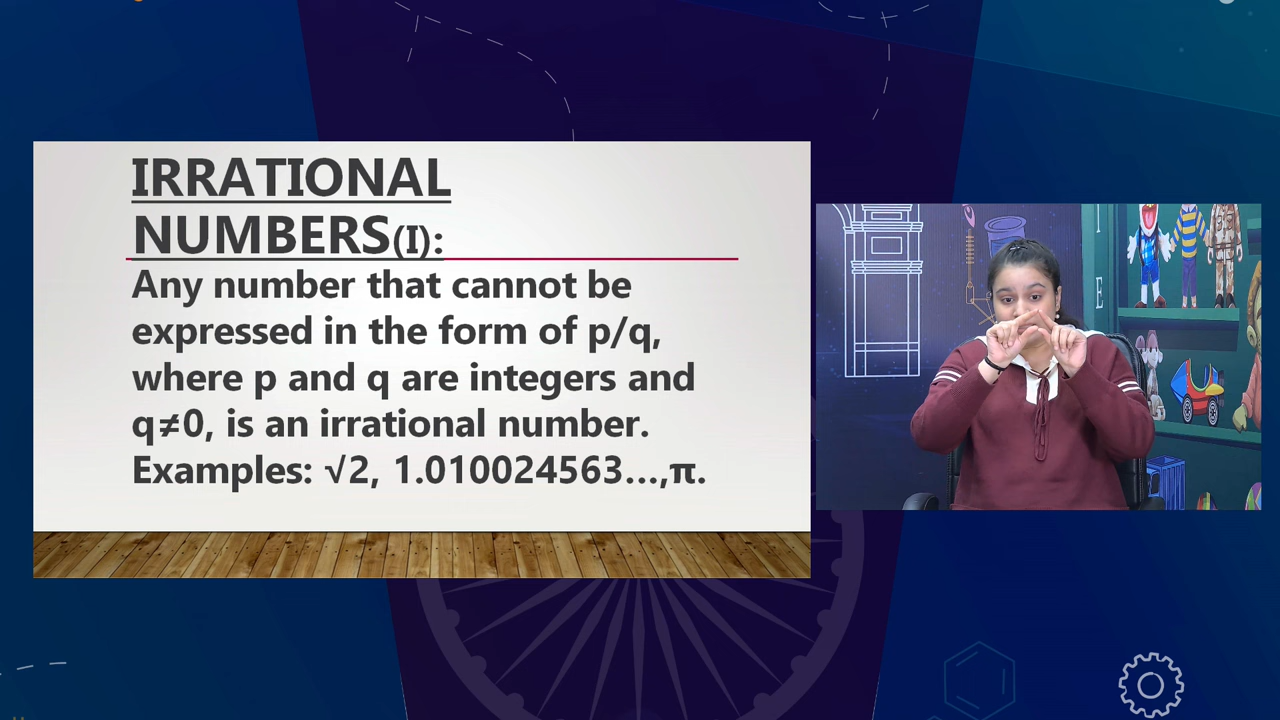 IRRATIONAL
NUMBERS(I):
Any number that cannot be
expressed in the form of p/q,
where p and q are integers and
q≠0, is an irrational number.
Examples: √2, 1.010024563...,π.
I
E